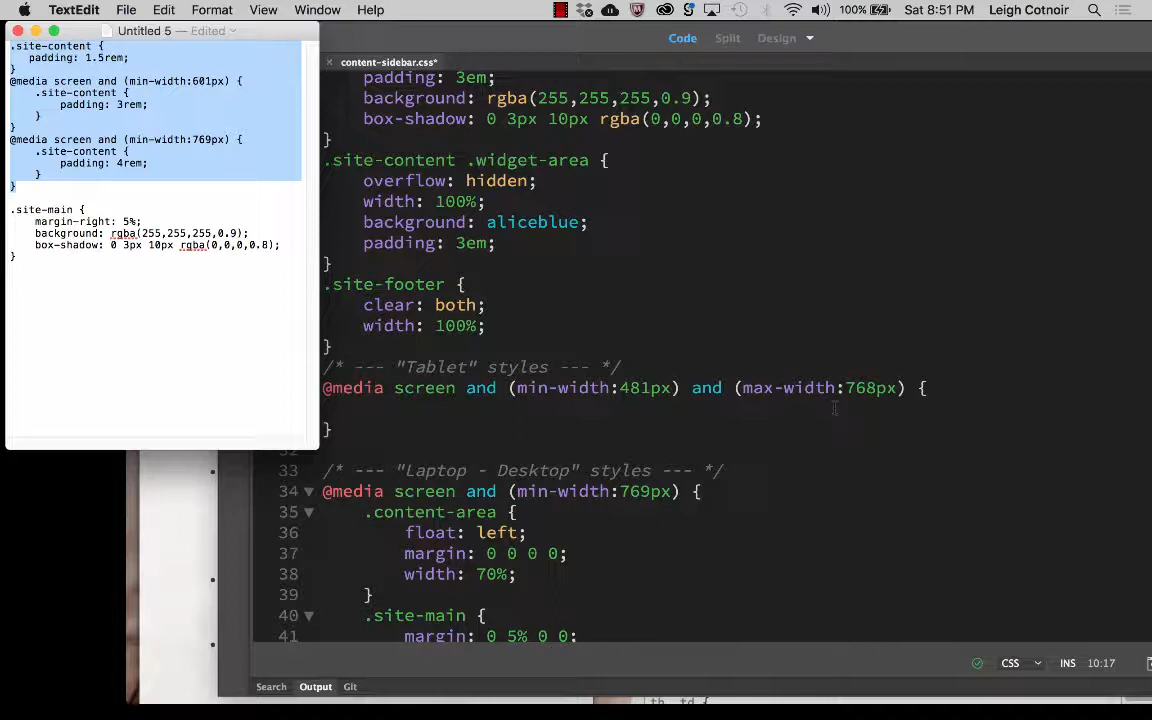 TextEdit File Edit Format View Window Help 100% Sat 8:51 PM Leigh Cotnoir
Untitled 5 — Edited
.site-content {
padding: 1.5rem;
}
@media screen and (min-width:601px) {
.site-content {
padding: 3rem;
}
}
@media screen and (min-width:769px) {
.site-content {
padding: 4rem;
}
}
.site-main {
margin-right: 5%;
background: rgba(255,255,255,0.9);
box-shadow: 0 3px 10px rgba(0,0,0,0.8);
}
Code Split Design
content-sidebar.css*
padding: 3em;
background: rgba(255,255,255,0.9);
box-shadow: 0 3px 10px rgba(0,0,0,0.8);
}
.site-content .widget-area {
overflow: hidden;
width: 100%;
background: aliceblue;
padding: 3em;
}
.site-footer {
clear: both;
width: 100%;
}
/* --- "Tablet" styles --- */
@media screen and (min-width:481px) and (max-width:768px) {
}
32
33 /* --- "Laptop - Desktop" styles --- */
34 @media screen and (min-width:769px) {
35 .content-area {
36 float: left;
37 margin: 0 0 0 0;
38 width: 70%;
39 }
40 .site-main {
41 margin: 0 5% 0 0;
CSS INS 10:17
Search Output Git
th, td {